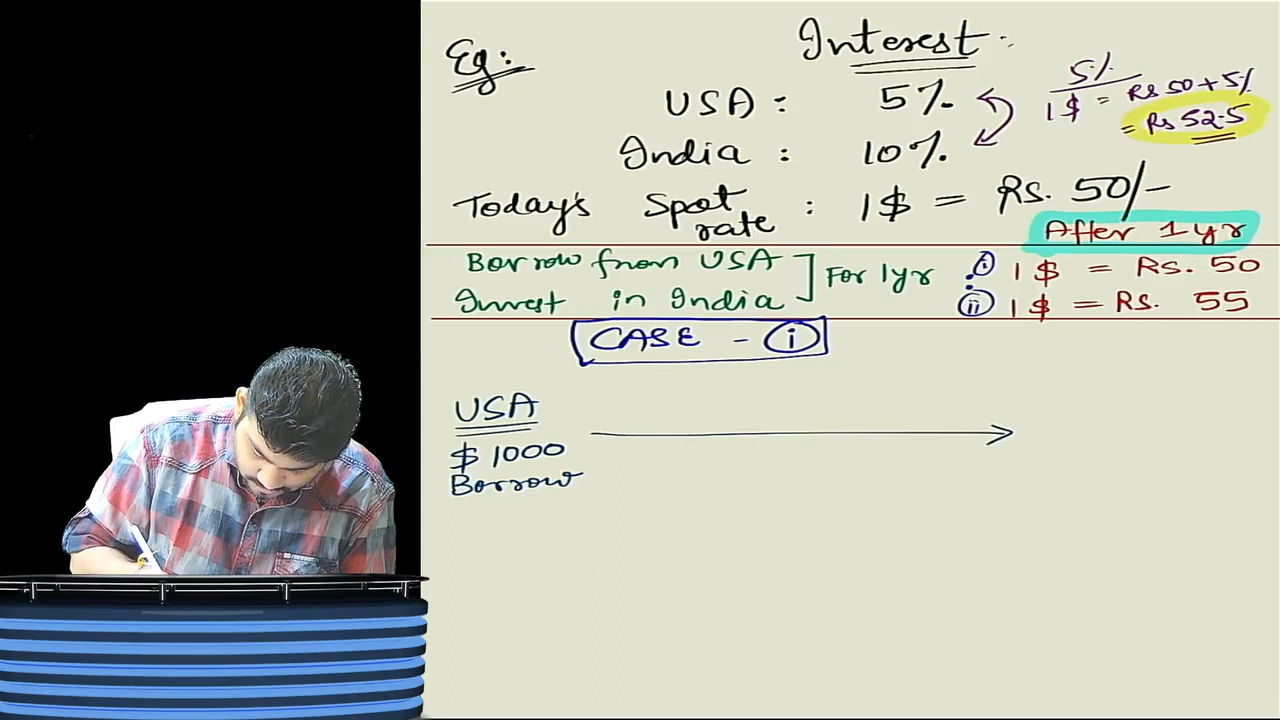 Eg:
Interest :
USA : 5%
India : 10%
5%
1$ = Rs 50 + 5%
= Rs 52.5
Today's Spot rate : 1$ = Rs. 50/-
After 1 yr
Borrow from USA
Invest in India
For 1yr
(i) 1 $ = Rs. 50
(ii) 1 $ = Rs. 55
CASE - (i)
USA
$ 1000
Borrow